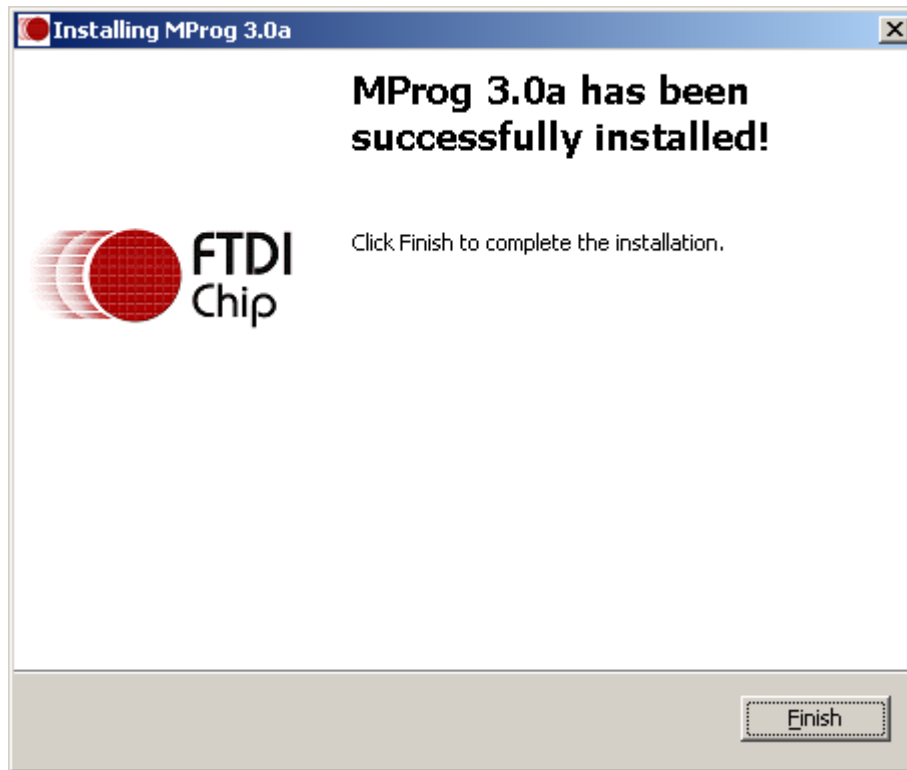 Installing MProg 3.0a
MProg 3.0a has been
successfully installed!
FTDI
Chip
Click Finish to complete the installation.
Finish